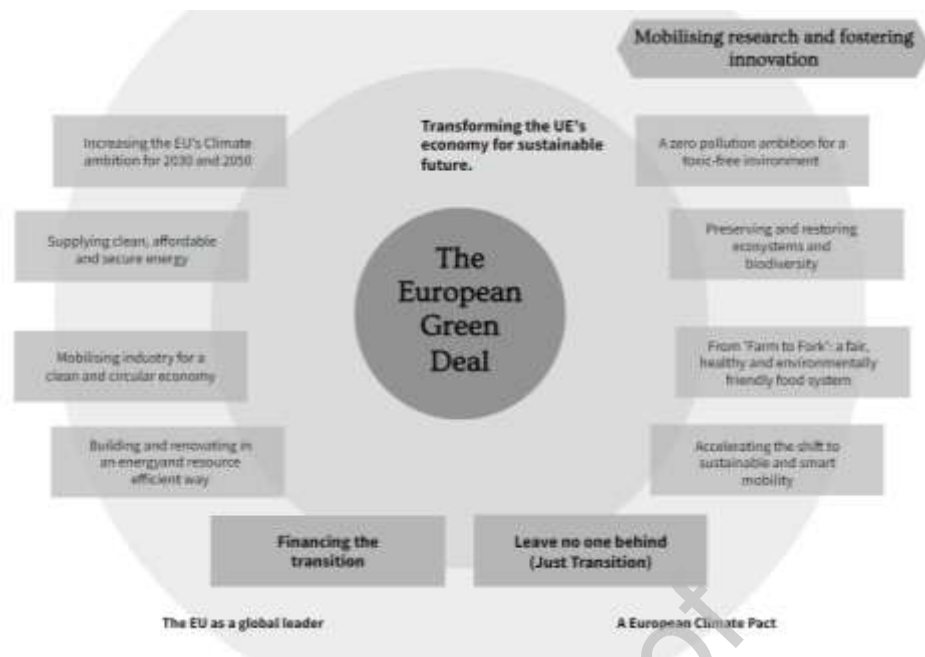 Mobilising research and fostering
innovation
Transforming the UE's
economy for sustainable
future.
Increasing the EU's Climate
ambition for 2030 and 2050
Supplying clean, affordable
and secure energy
Mobilising industry for a
clean and circular economy
Building and renovating in
an energyand resource
efficient way
The
European
Green
Deal
A zero pollution ambition for a
toxic-free invironment
Preserving and restoring
ecosystems and
biodiversity
From 'Farm to Fork': a fair,
healthy and environmentally
friendly food system
Accelerating the shift to
sustainable and smart
mobility
Financing the
transition
Leave no one behind
(Just Transition)
The EU as a global leader
A European Climate Pact
of